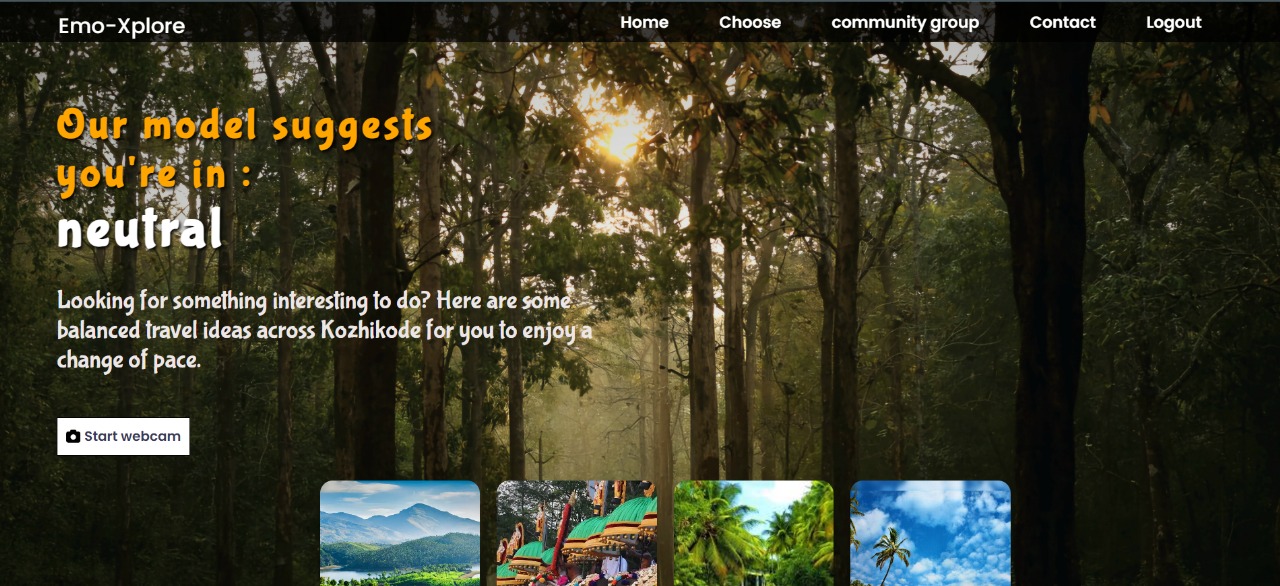 Emo-Xplore
Home Choose community group Contact Logout
Our model suggests
you're in :
neutral
Looking for something interesting to do? Here are some
balanced travel ideas across Kozhikode for you to enjoy a
change of pace.
Start webcam